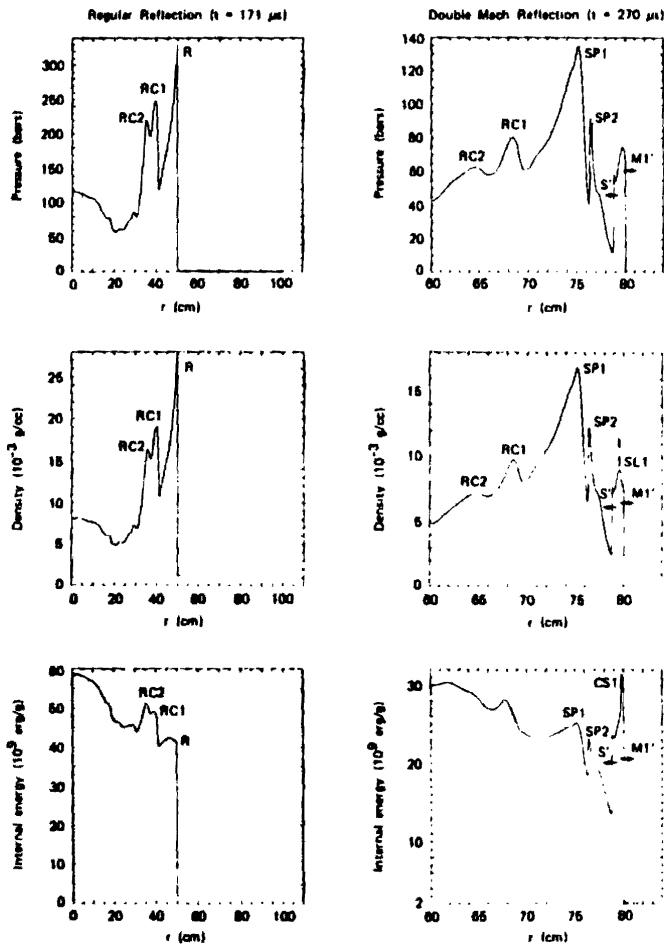 Regular Reflection (t = 171 µs)
Double Mach Reflection (t = 270 µs)
Pressure (bars)
300
250
200
150
100
50
0
R
RC1
RC2
0 20 40 60 80 100
r (cm)
Pressure (bars)
140
120
100
80
60
40
20
0
SP1
SP2
RC1
RC2
S'
M1'
60 65 70 75 80
r (cm)
Density (10⁻³ g/cc)
25
20
15
10
5
0
R
RC1
RC2
0 20 40 60 80 100
r (cm)
Density (10⁻³ g/cc)
15
10
5
0
SP1
SP2
SL1
RC1
RC2
S'
M1'
60 65 70 75 80
r (cm)
Internal energy (10⁹ erg/g)
60
50
40
30
20
10
0
RC2
RC1
R
0 20 40 60 80 100
r (cm)
Internal energy (10⁹ erg/g)
30
20
10
2
CS1
SP1
SP2
S'
M1'
60 65 70 75 80
r (cm)